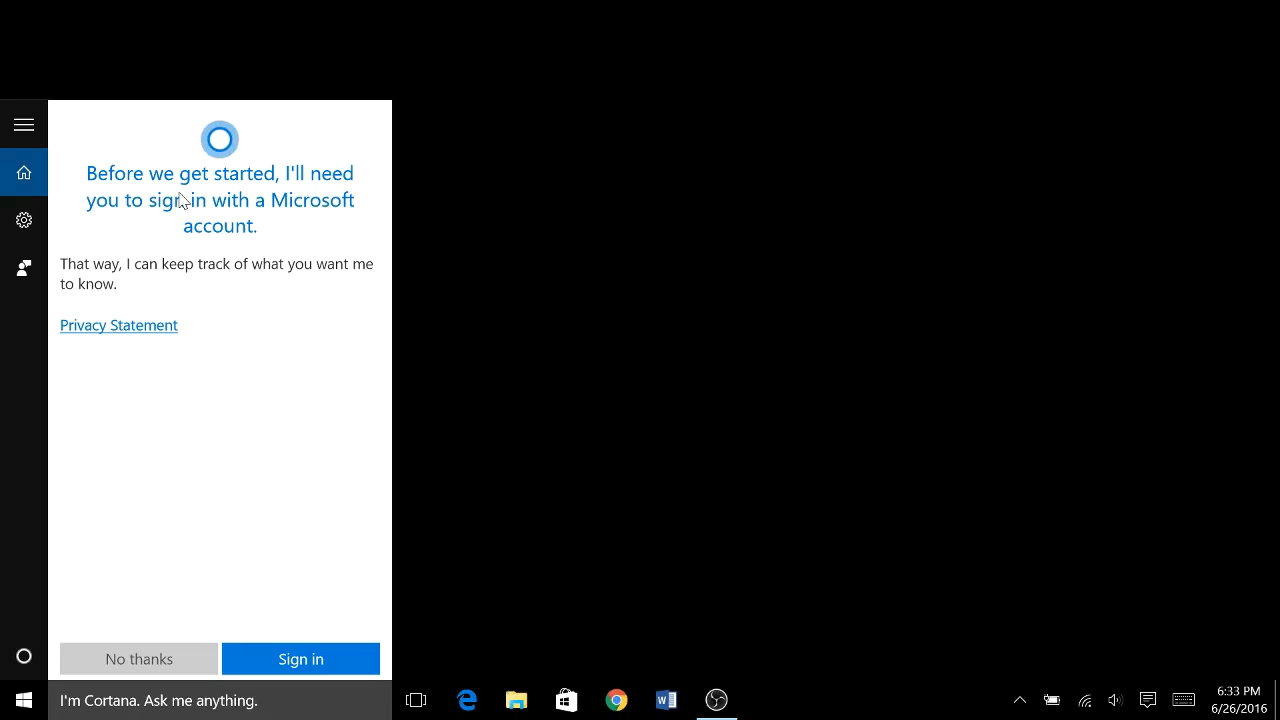 Before we get started, I'll need
you to sign in with a Microsoft
account.
That way, I can keep track of what you want me
to know.
Privacy Statement
No thanks
Sign in
I'm Cortana. Ask me anything.
6:33 PM
6/26/2016